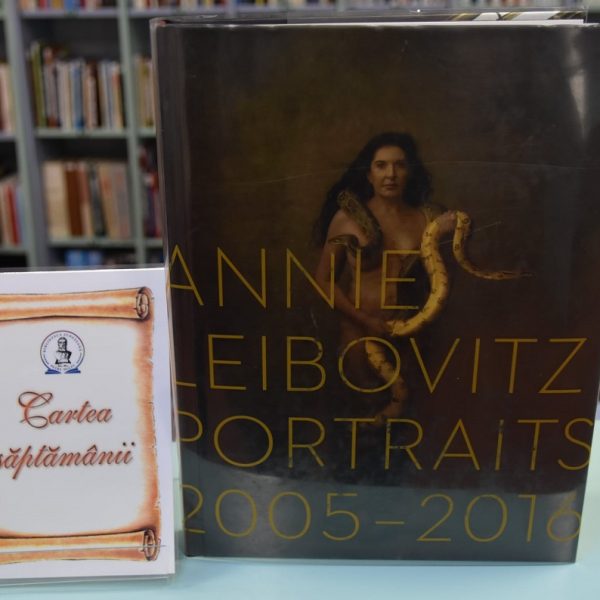 Cartea
săptămânii
ANNIE
LEIBOVITZ
PORTRAITS
2005–2016